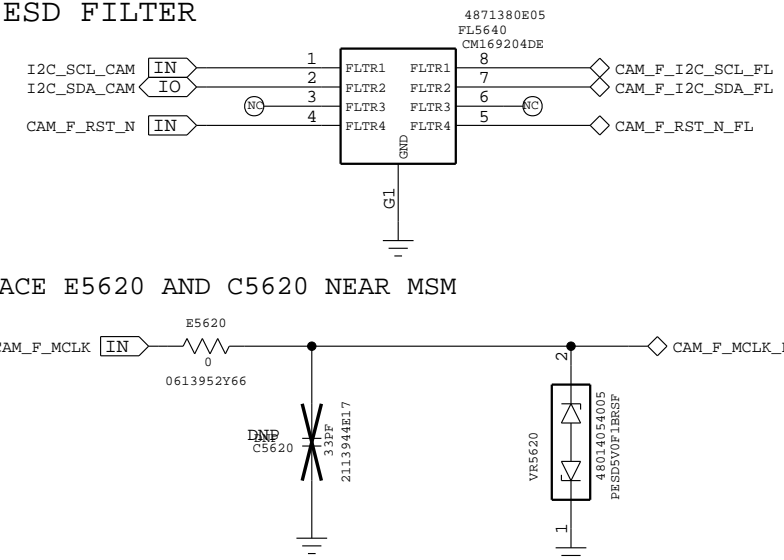 ESD FILTER
4871380E05
FL5640
CM169204DE
I2C_SCL_CAM IN 1 FLTR1 FLTR1 8 CAM_F_I2C_SCL_FL
I2C_SDA_CAM IO 2 FLTR2 FLTR2 7 CAM_F_I2C_SDA_FL
NC 3 FLTR3 FLTR3 6 NC
CAM_F_RST_N IN 4 FLTR4 FLTR4 5 CAM_F_RST_N_FL
GND
G1
ACE E5620 AND C5620 NEAR MSM
E5620
CAM_F_MCLK IN CAM_F_MCLK_
0
0613952Y66
2
DNP
C5620
33PF
2113944E17
VR5620
48014054005
PESD5V0F1BRSF
1